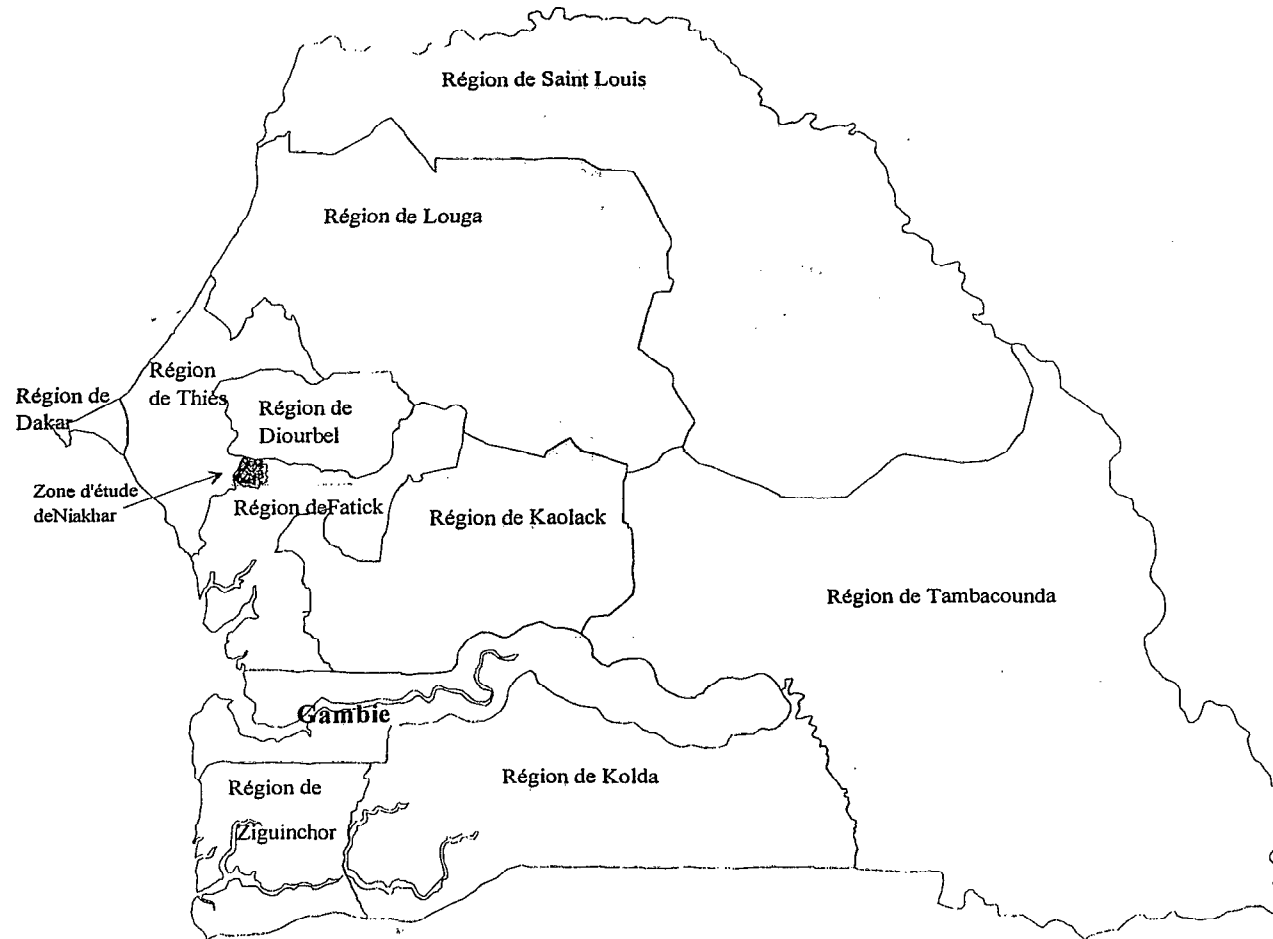 Région de Saint Louis
Région de Louga
Région
de Thiès
Région de
Dakar
Région de
Diourbel
Zone d'étude
deNiakhar
Région deFatick
Région de Kaolack
Région de Tambacounda
Gambie
Région de Kolda
Région de
Ziguinchor